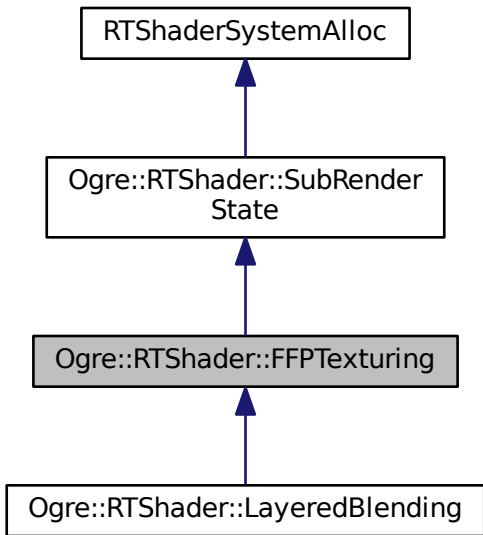 RTShaderSystemAlloc
Ogre::RTShader::SubRender
State
Ogre::RTShader::FFPTexturing
Ogre::RTShader::LayeredBlending